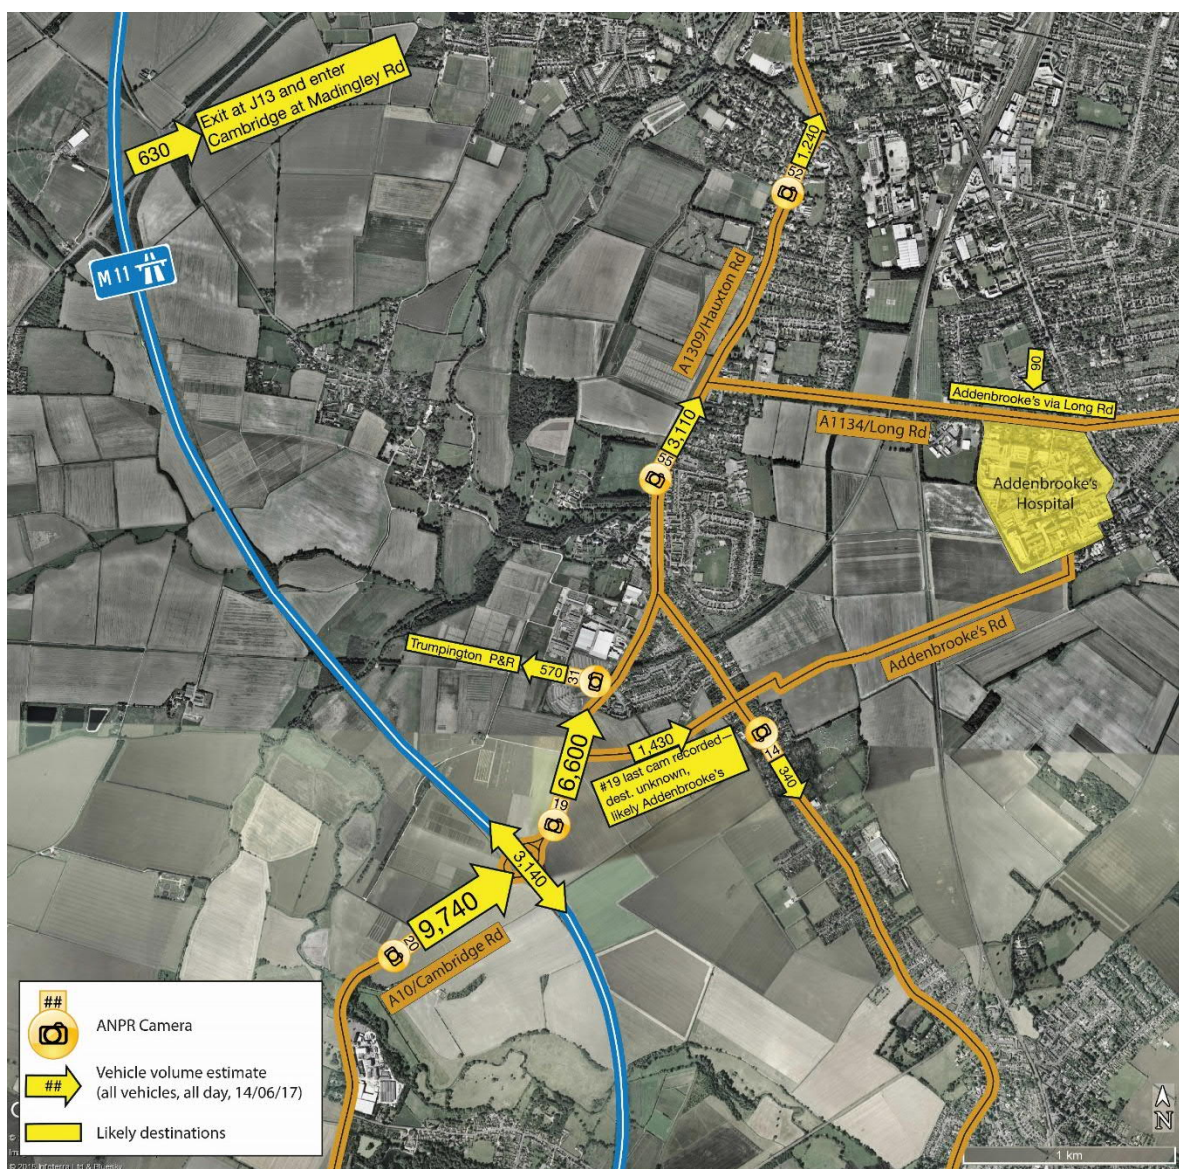 Exit at J13 and enter
Cambridge at Madingley Rd
630
M11
1,240
52
A1309/Hauxton Rd
90
Addenbrooke's via Long Rd
A1134/Long Rd
3,110
55
Addenbrooke's
Hospital
Addenbrooke's Rd
Trumpington P&R
570
31
6,600
1,430
#19 last cam recorded—
dest. unknown,
likely Addenbrooke's
14
340
19
3,140
9,740
20
A10/Cambridge Rd
##
ANPR Camera
##
Vehicle volume estimate
(all vehicles, all day, 14/06/17)
Likely destinations
N
1 km